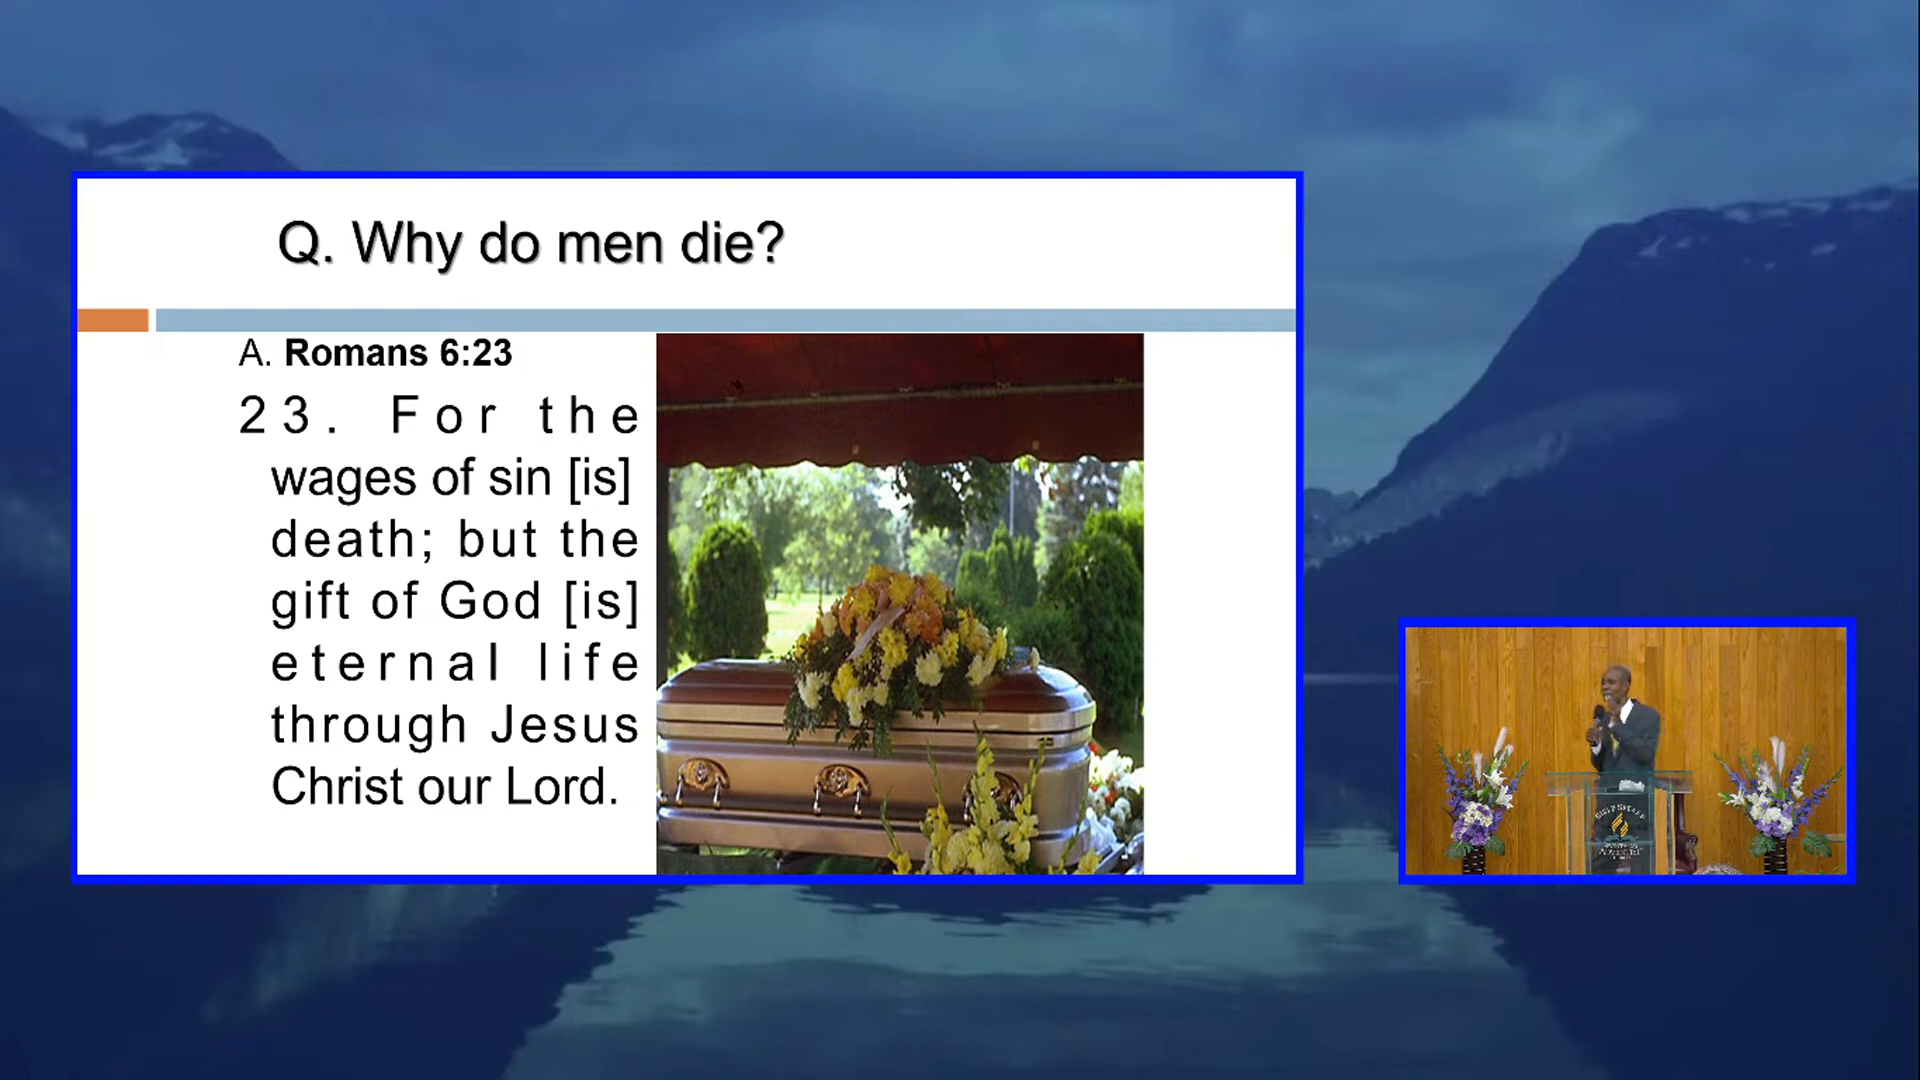 Q. Why do men die?
A. Romans 6:23
23. For the
wages of sin [is]
death; but the
gift of God [is]
eternal life
through Jesus
Christ our Lord.